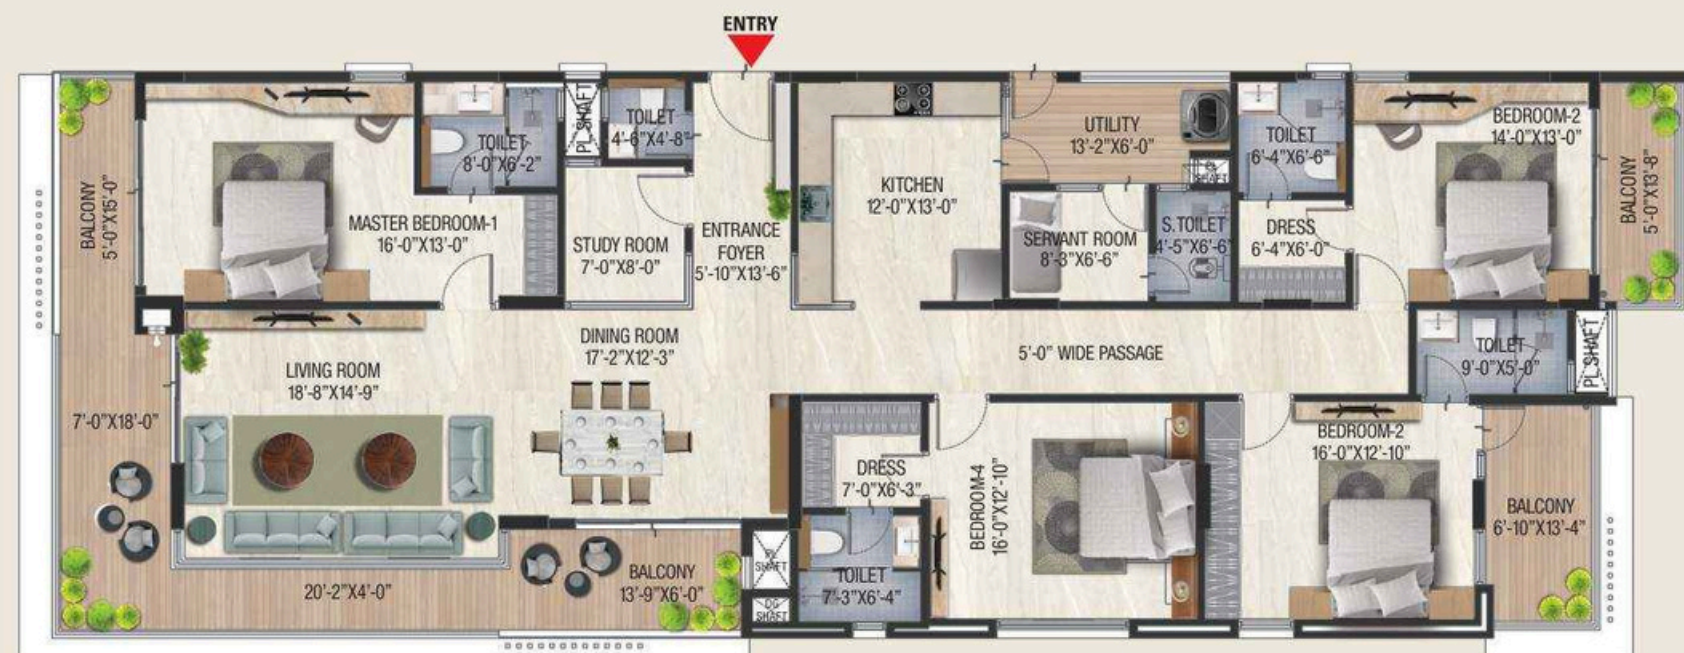 ENTRY
BALCONY
5'-0"X15'-0"
MASTER BEDROOM-1
16'-0"X13'-0"
TOILET
8'-0"X6'-2"
PL.SHAFT
TOILET
4'-6"X4'-8"
STUDY ROOM
7'-0"X8'-0"
ENTRANCE
FOYER
5'-10"X13'-6"
KITCHEN
12'-0"X13'-0"
UTILITY
13'-2"X6'-0"
SHAFT
SERVANT ROOM
8'-3"X6'-6"
S.TOILET
4'-5"X6'-6"
TOILET
6'-4"X6'-6"
DRESS
6'-4"X6'-0"
BEDROOM-2
14'-0"X13'-0"
BALCONY
5'-0"X13'-8"
LIVING ROOM
18'-8"X14'-9"
DINING ROOM
17'-2"X12'-3"
5'-0" WIDE PASSAGE
TOILET
9'-0"X5'-0"
PL.SHAFT
7'-0"X18'-0"
DRESS
7'-0"X6'-3"
BEDROOM-4
16'-0"X12'-10"
BEDROOM-2
16'-0"X12'-10"
BALCONY
6'-10"X13'-4"
20'-2"X4'-0"
BALCONY
13'-9"X6'-0"
PL
SHAFT
DG
SHAFT
TOILET
7'-3"X6'-4"